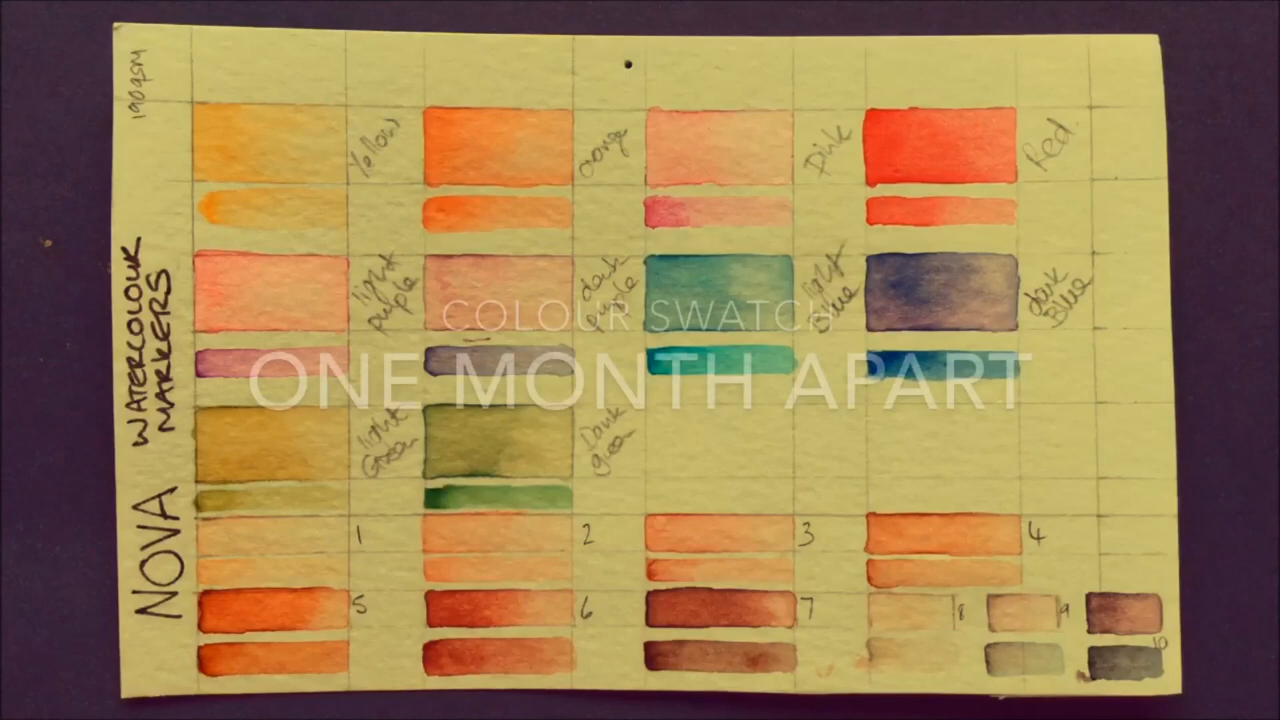 190gsm
NOVA
WATERCOLOUR
MARKERS
Yellow
orange
Pink
Red
light
purple
dark
purple
light
Blue
dark
Blue
COLOUR SWATCH
ONE MONTH APART
light
Green
Dark
green
1
2
3
4
5
6
7
8
9
10